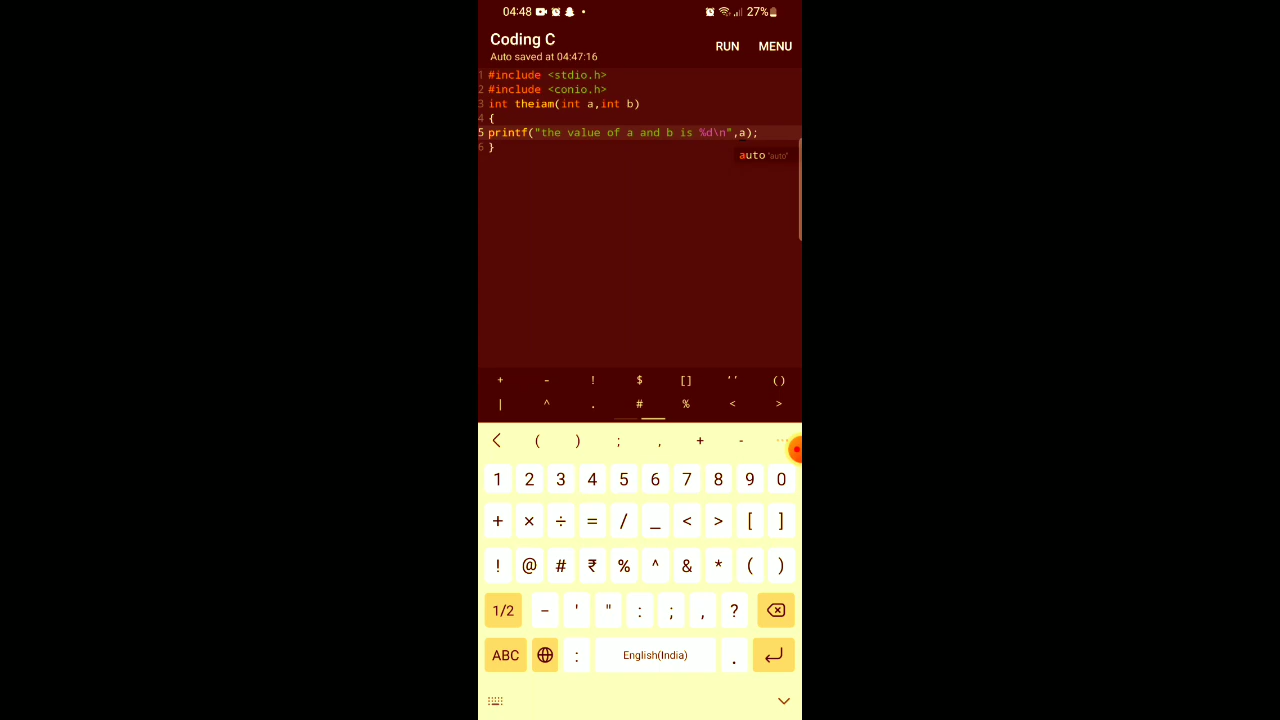 04:48 27%
Coding C
RUN MENU
Auto saved at 04:47:16
1 #include <stdio.h>
2 #include <conio.h>
3 int theiam(int a,int b)
4 {
5 printf("the value of a and b is %d\n",a);
6 }
auto "auto"
+ - ! $ [] '' ()
| ^ . # % < >
( ) ; , + - ...
1 2 3 4 5 6 7 8 9 0
+ × ÷ = / _ < > [ ]
! @ # ₹ % ^ & * ( )
1/2 - ' " : ; , ?
ABC : English(India) .